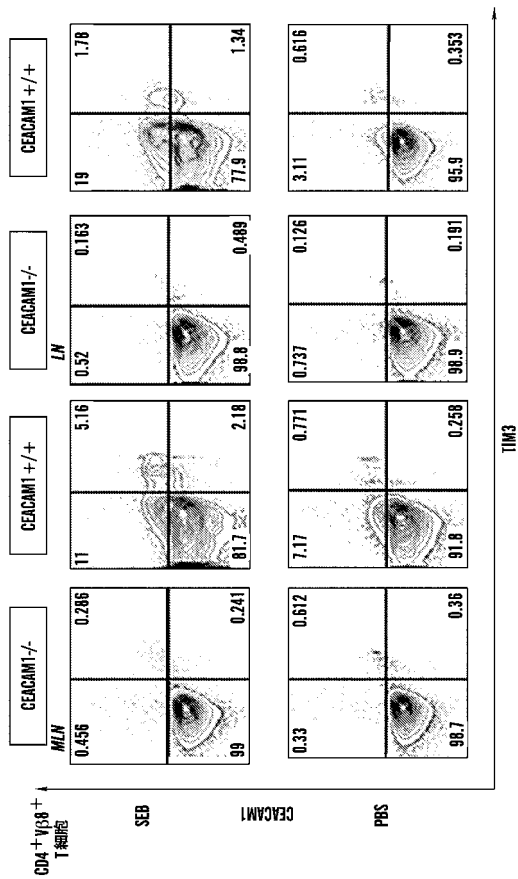 CD4+Vβ8+
T細胞
CEACAM1-/-
CEACAM1+/+
CEACAM1-/-
CEACAM1+/+
MLN
LN
SEB
0.456 0.286
99 0.241
11 5.16
81.7 2.18
0.52 0.163
98.8 0.489
19 1.78
77.9 1.34
CEACAM1
PBS
0.33 0.612
98.7 0.36
7.17 0.771
91.8 0.258
0.737 0.126
98.9 0.191
3.11 0.616
95.9 0.353
TIM3